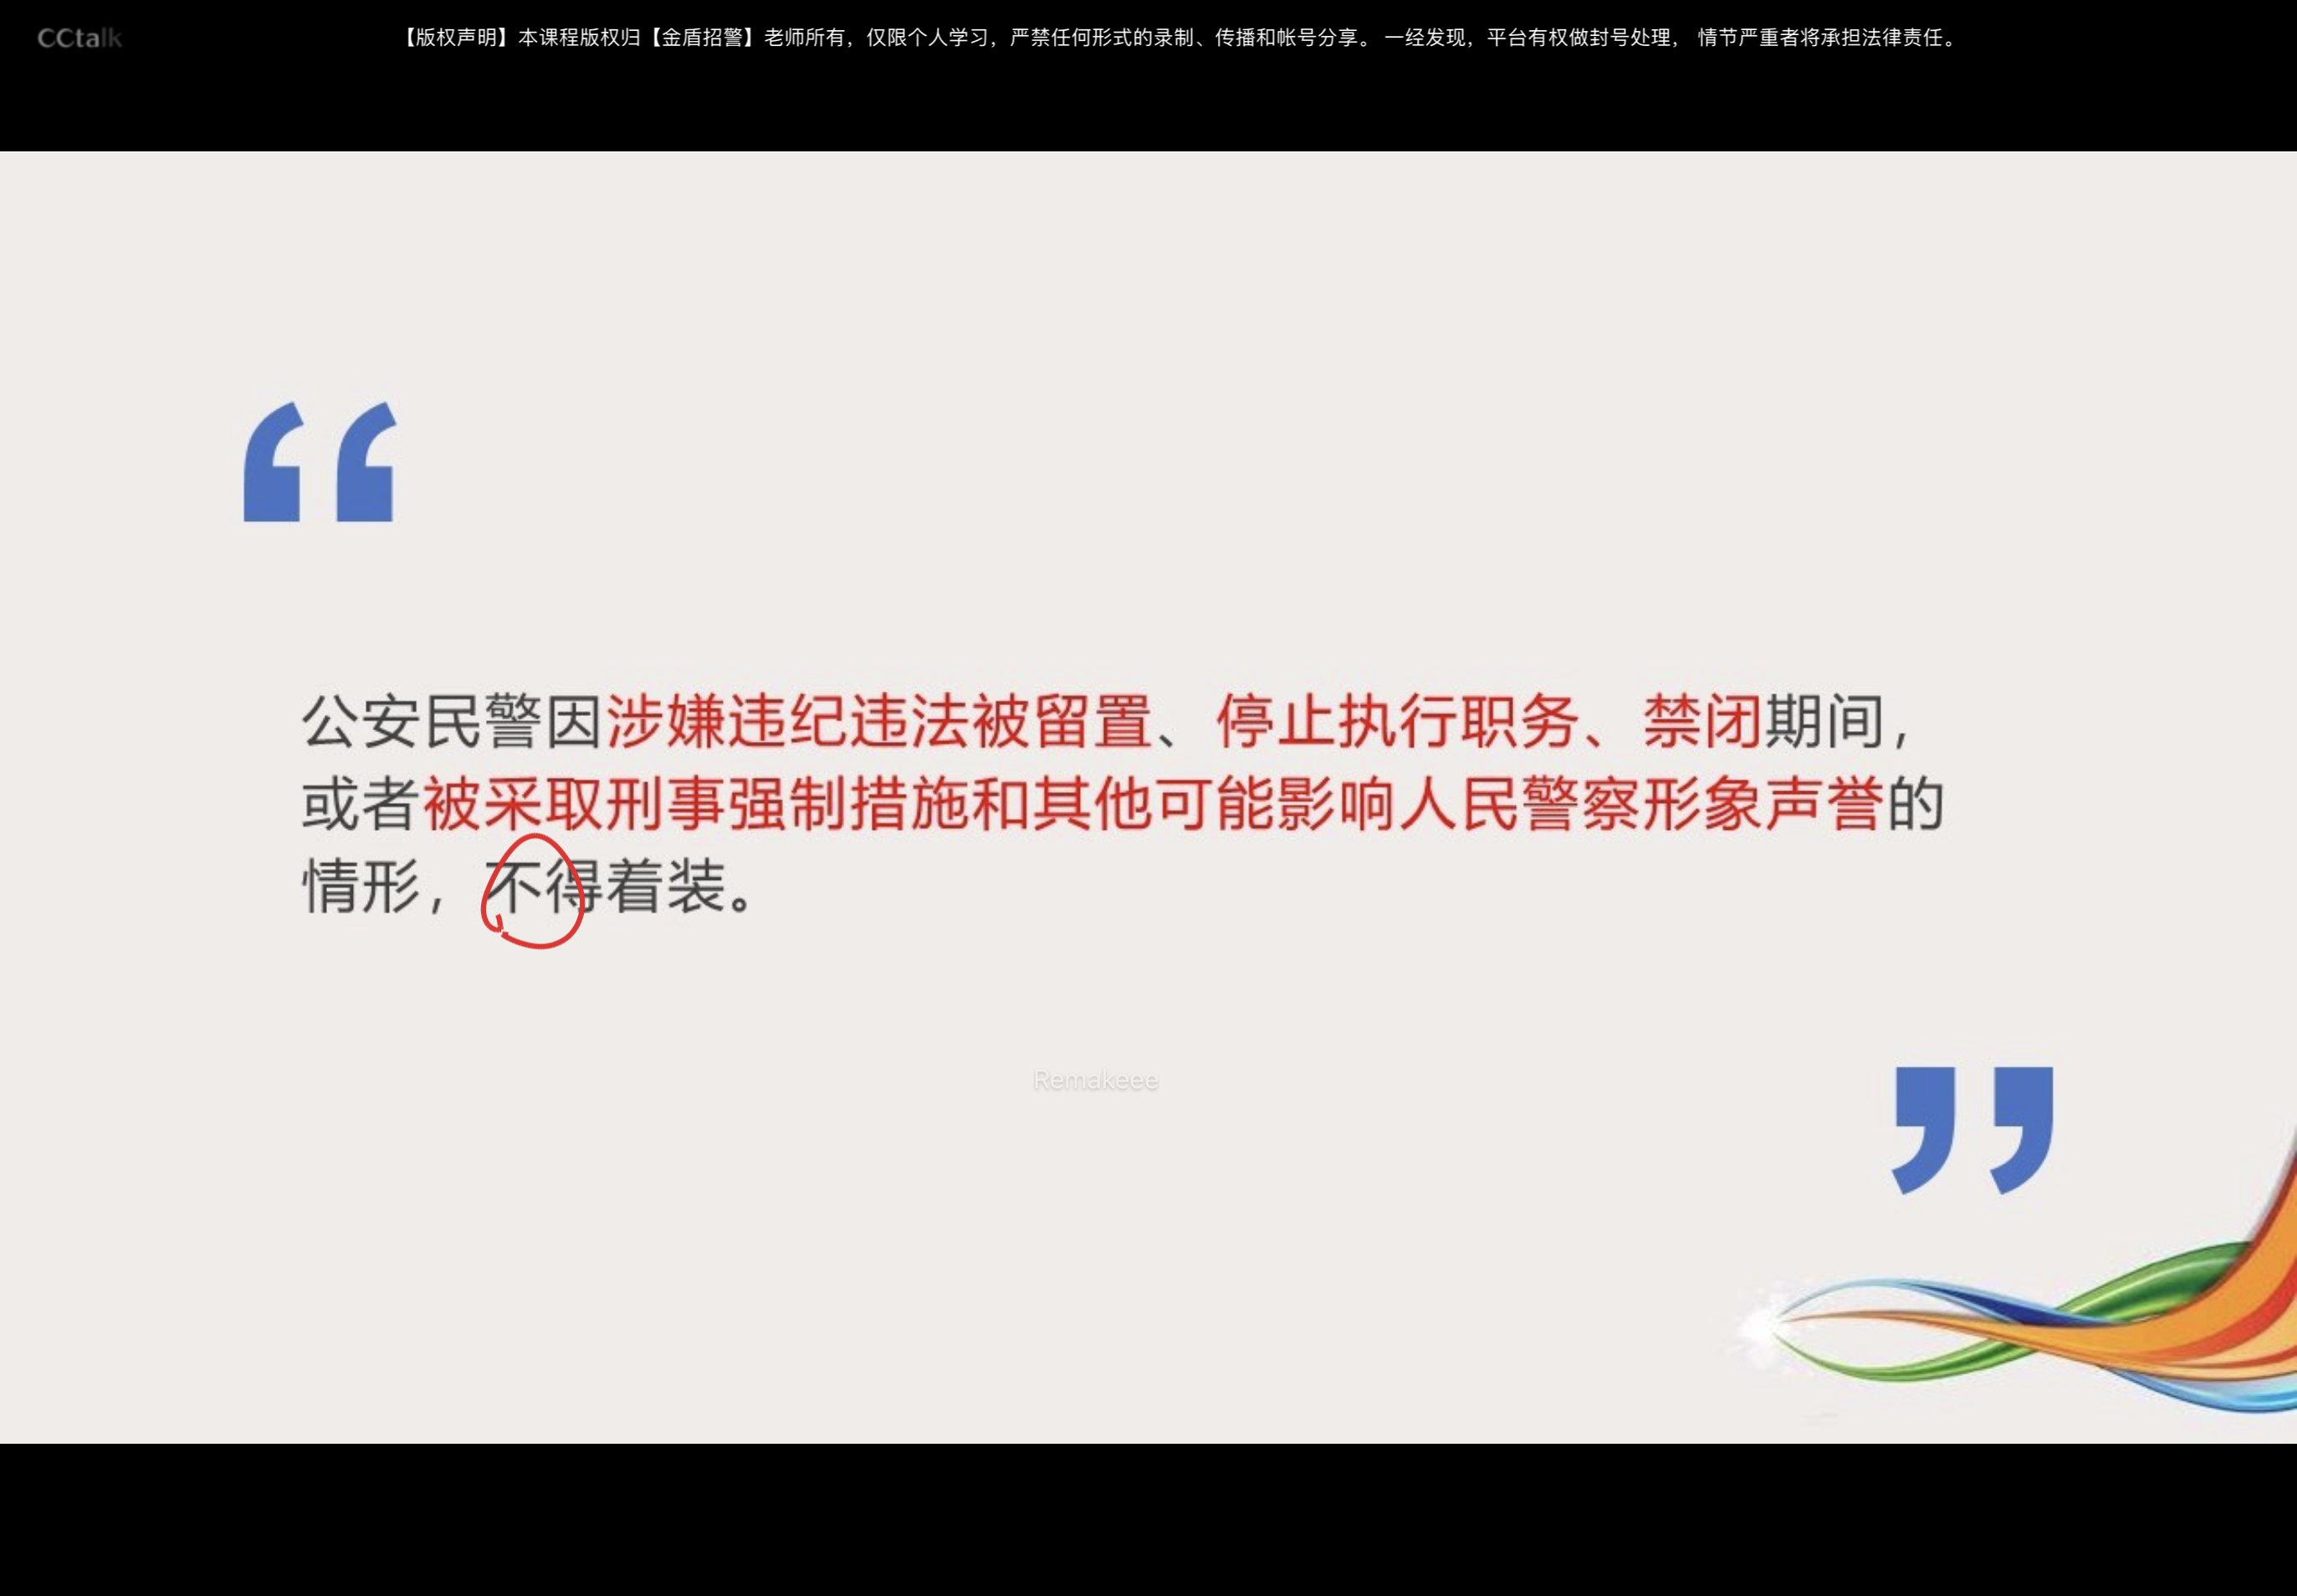 CCtalk
【版权声明】本课程版权归【金盾招警】老师所有，仅限个人学习，严禁任何形式的录制、传播和帐号分享。 一经发现，平台有权做封号处理， 情节严重者将承担法律责任。
“
公安民警因涉嫌违纪违法被留置、停止执行职务、禁闭期间，
或者被采取刑事强制措施和其他可能影响人民警察形象声誉的
情形，不得着装。
Remakeee
”